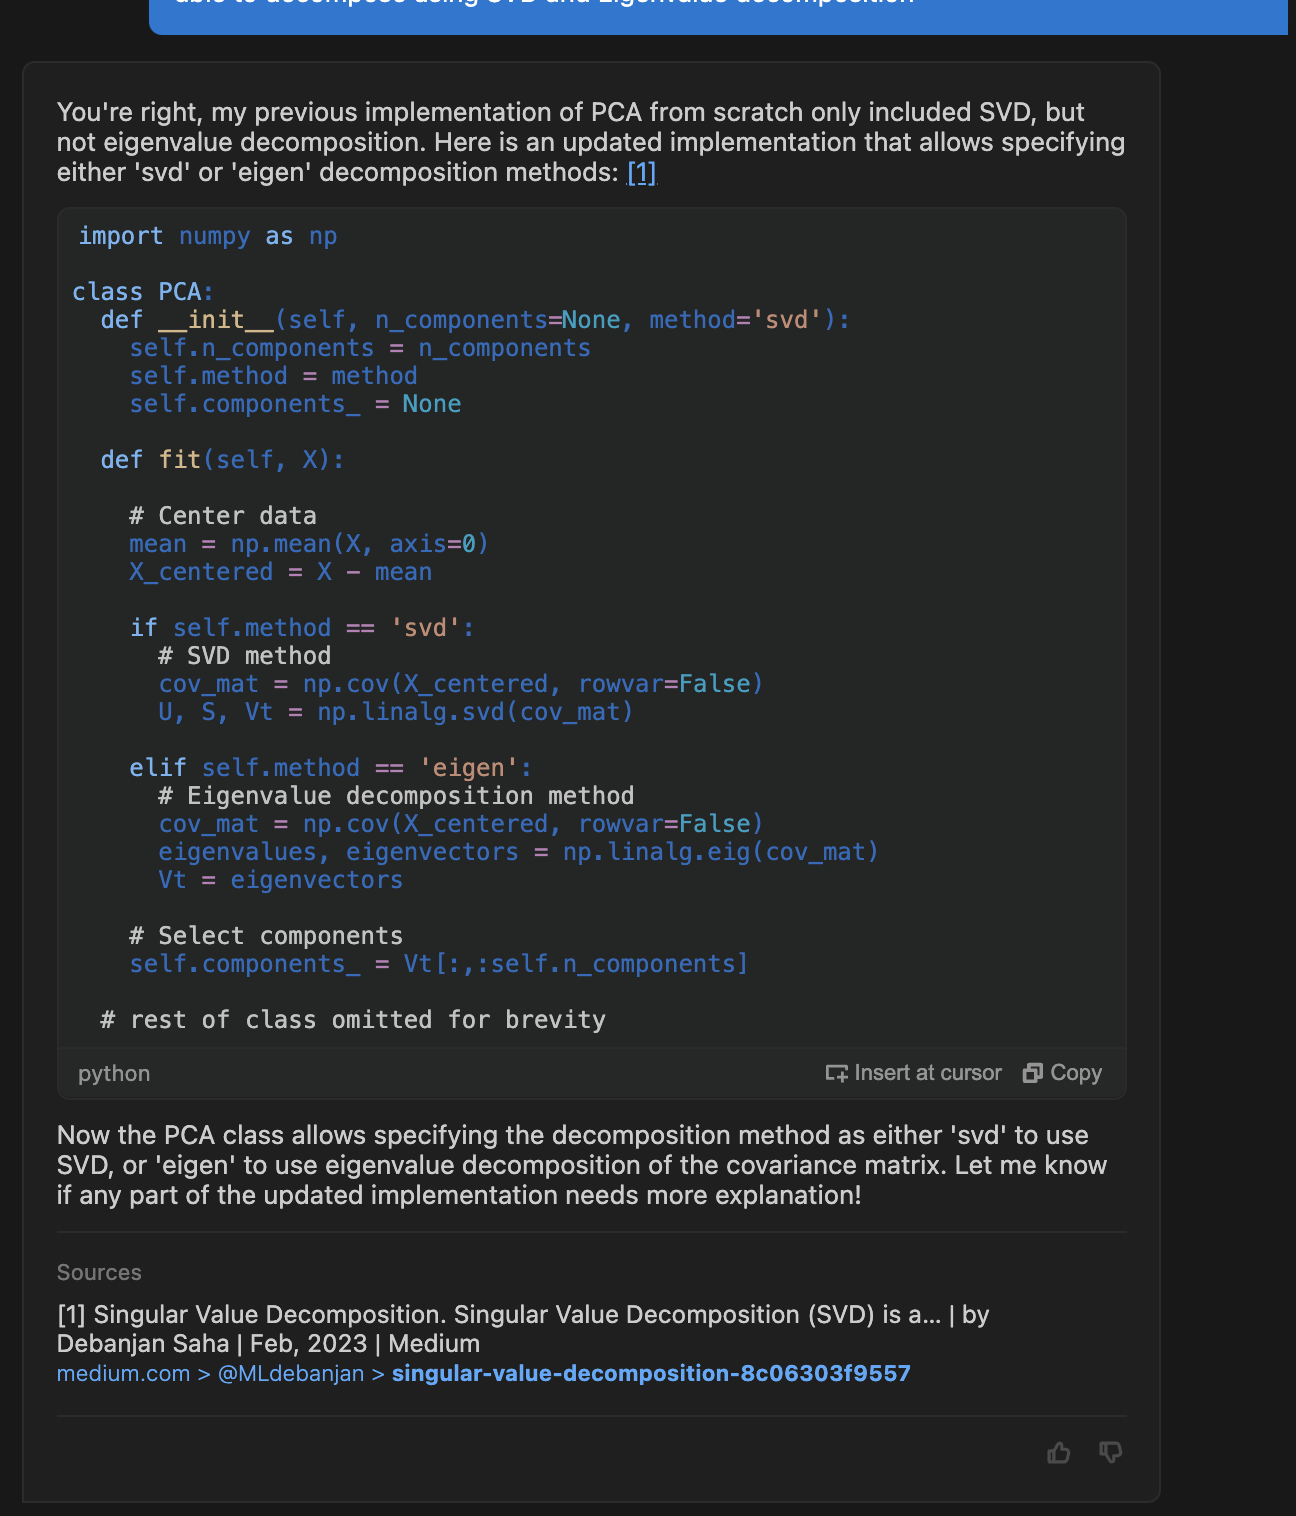 able to decompose using SVD and Eigenvalue decomposition
You're right, my previous implementation of PCA from scratch only included SVD, but
not eigenvalue decomposition. Here is an updated implementation that allows specifying
either 'svd' or 'eigen' decomposition methods: [1]
import numpy as np
class PCA:
  def __init__(self, n_components=None, method='svd'):
    self.n_components = n_components
    self.method = method
    self.components_ = None
  def fit(self, X):
    # Center data
    mean = np.mean(X, axis=0)
    X_centered = X - mean
    if self.method == 'svd':
      # SVD method
      cov_mat = np.cov(X_centered, rowvar=False)
      U, S, Vt = np.linalg.svd(cov_mat)
    elif self.method == 'eigen':
      # Eigenvalue decomposition method
      cov_mat = np.cov(X_centered, rowvar=False)
      eigenvalues, eigenvectors = np.linalg.eig(cov_mat)
      Vt = eigenvectors
    # Select components
    self.components_ = Vt[:,:self.n_components]
  # rest of class omitted for brevity
python Insert at cursor Copy
Now the PCA class allows specifying the decomposition method as either 'svd' to use
SVD, or 'eigen' to use eigenvalue decomposition of the covariance matrix. Let me know
if any part of the updated implementation needs more explanation!
Sources
[1] Singular Value Decomposition. Singular Value Decomposition (SVD) is a... | by
Debanjan Saha | Feb, 2023 | Medium
medium.com > @MLdebanjan > singular-value-decomposition-8c06303f9557